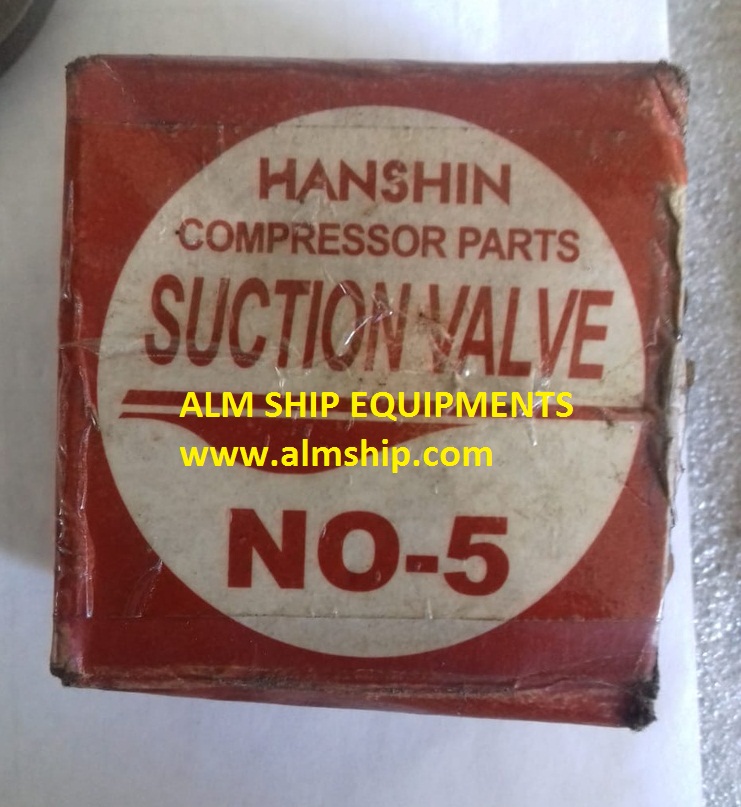 HANSHIN
COMPRESSOR PARTS
SUCTION VALVE
ALM SHIP EQUIPMENTS
www.almship.com
NO-5